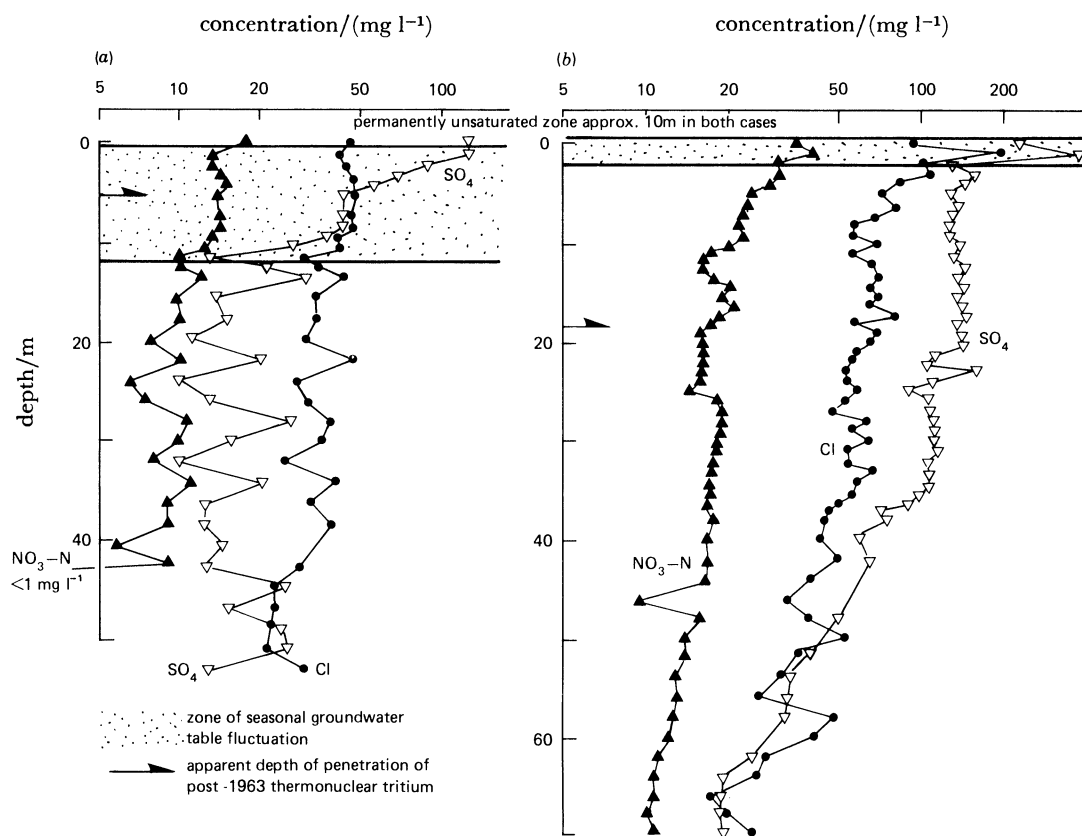 concentration/(mg l⁻¹)
(a)
5 10 20 50 100
concentration/(mg l⁻¹)
(b)
5 10 20 50 100 200
permanently unsaturated zone approx. 10m in both cases
0
SO₄
20
depth/m
40
NO₃–N
<1 mg l⁻¹
SO₄
Cl
zone of seasonal groundwater
table fluctuation
apparent depth of penetration of
post -1963 thermonuclear tritium
0
20
SO₄
Cl
40
NO₃–N
60